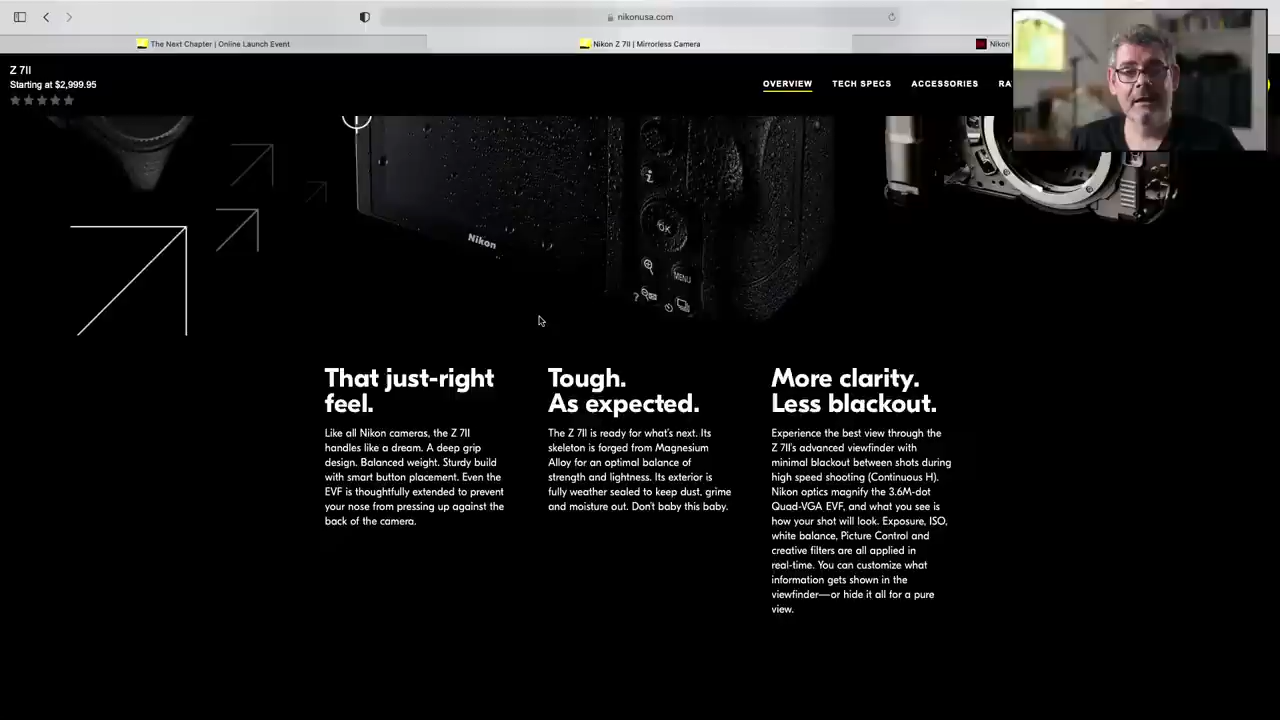 nikonusa.com
The Next Chapter | Online Launch Event
Nikon Z 7II | Mirrorless Camera
Nikon
Z 7II
Starting at $2,999.95
OVERVIEW
TECH SPECS
ACCESSORIES
RA
i
OK
Nikon
MENU
?
That just-right
feel.
Like all Nikon cameras, the Z 7II
handles like a dream. A deep grip
design. Balanced weight. Sturdy build
with smart button placement. Even the
EVF is thoughtfully extended to prevent
your nose from pressing up against the
back of the camera.
Tough.
As expected.
The Z 7II is ready for what's next. Its
skeleton is forged from Magnesium
Alloy for an optimal balance of
strength and lightness. Its exterior is
fully weather sealed to keep dust, grime
and moisture out. Don't baby this baby.
More clarity.
Less blackout.
Experience the best view through the
Z 7II's advanced viewfinder with
minimal blackout between shots during
high speed shooting (Continuous H).
Nikon optics magnify the 3.6M-dot
Quad-VGA EVF, and what you see is
how your shot will look. Exposure, ISO,
white balance, Picture Control and
creative filters are all applied in
real-time. You can customize what
information gets shown in the
viewfinder—or hide it all for a pure
view.